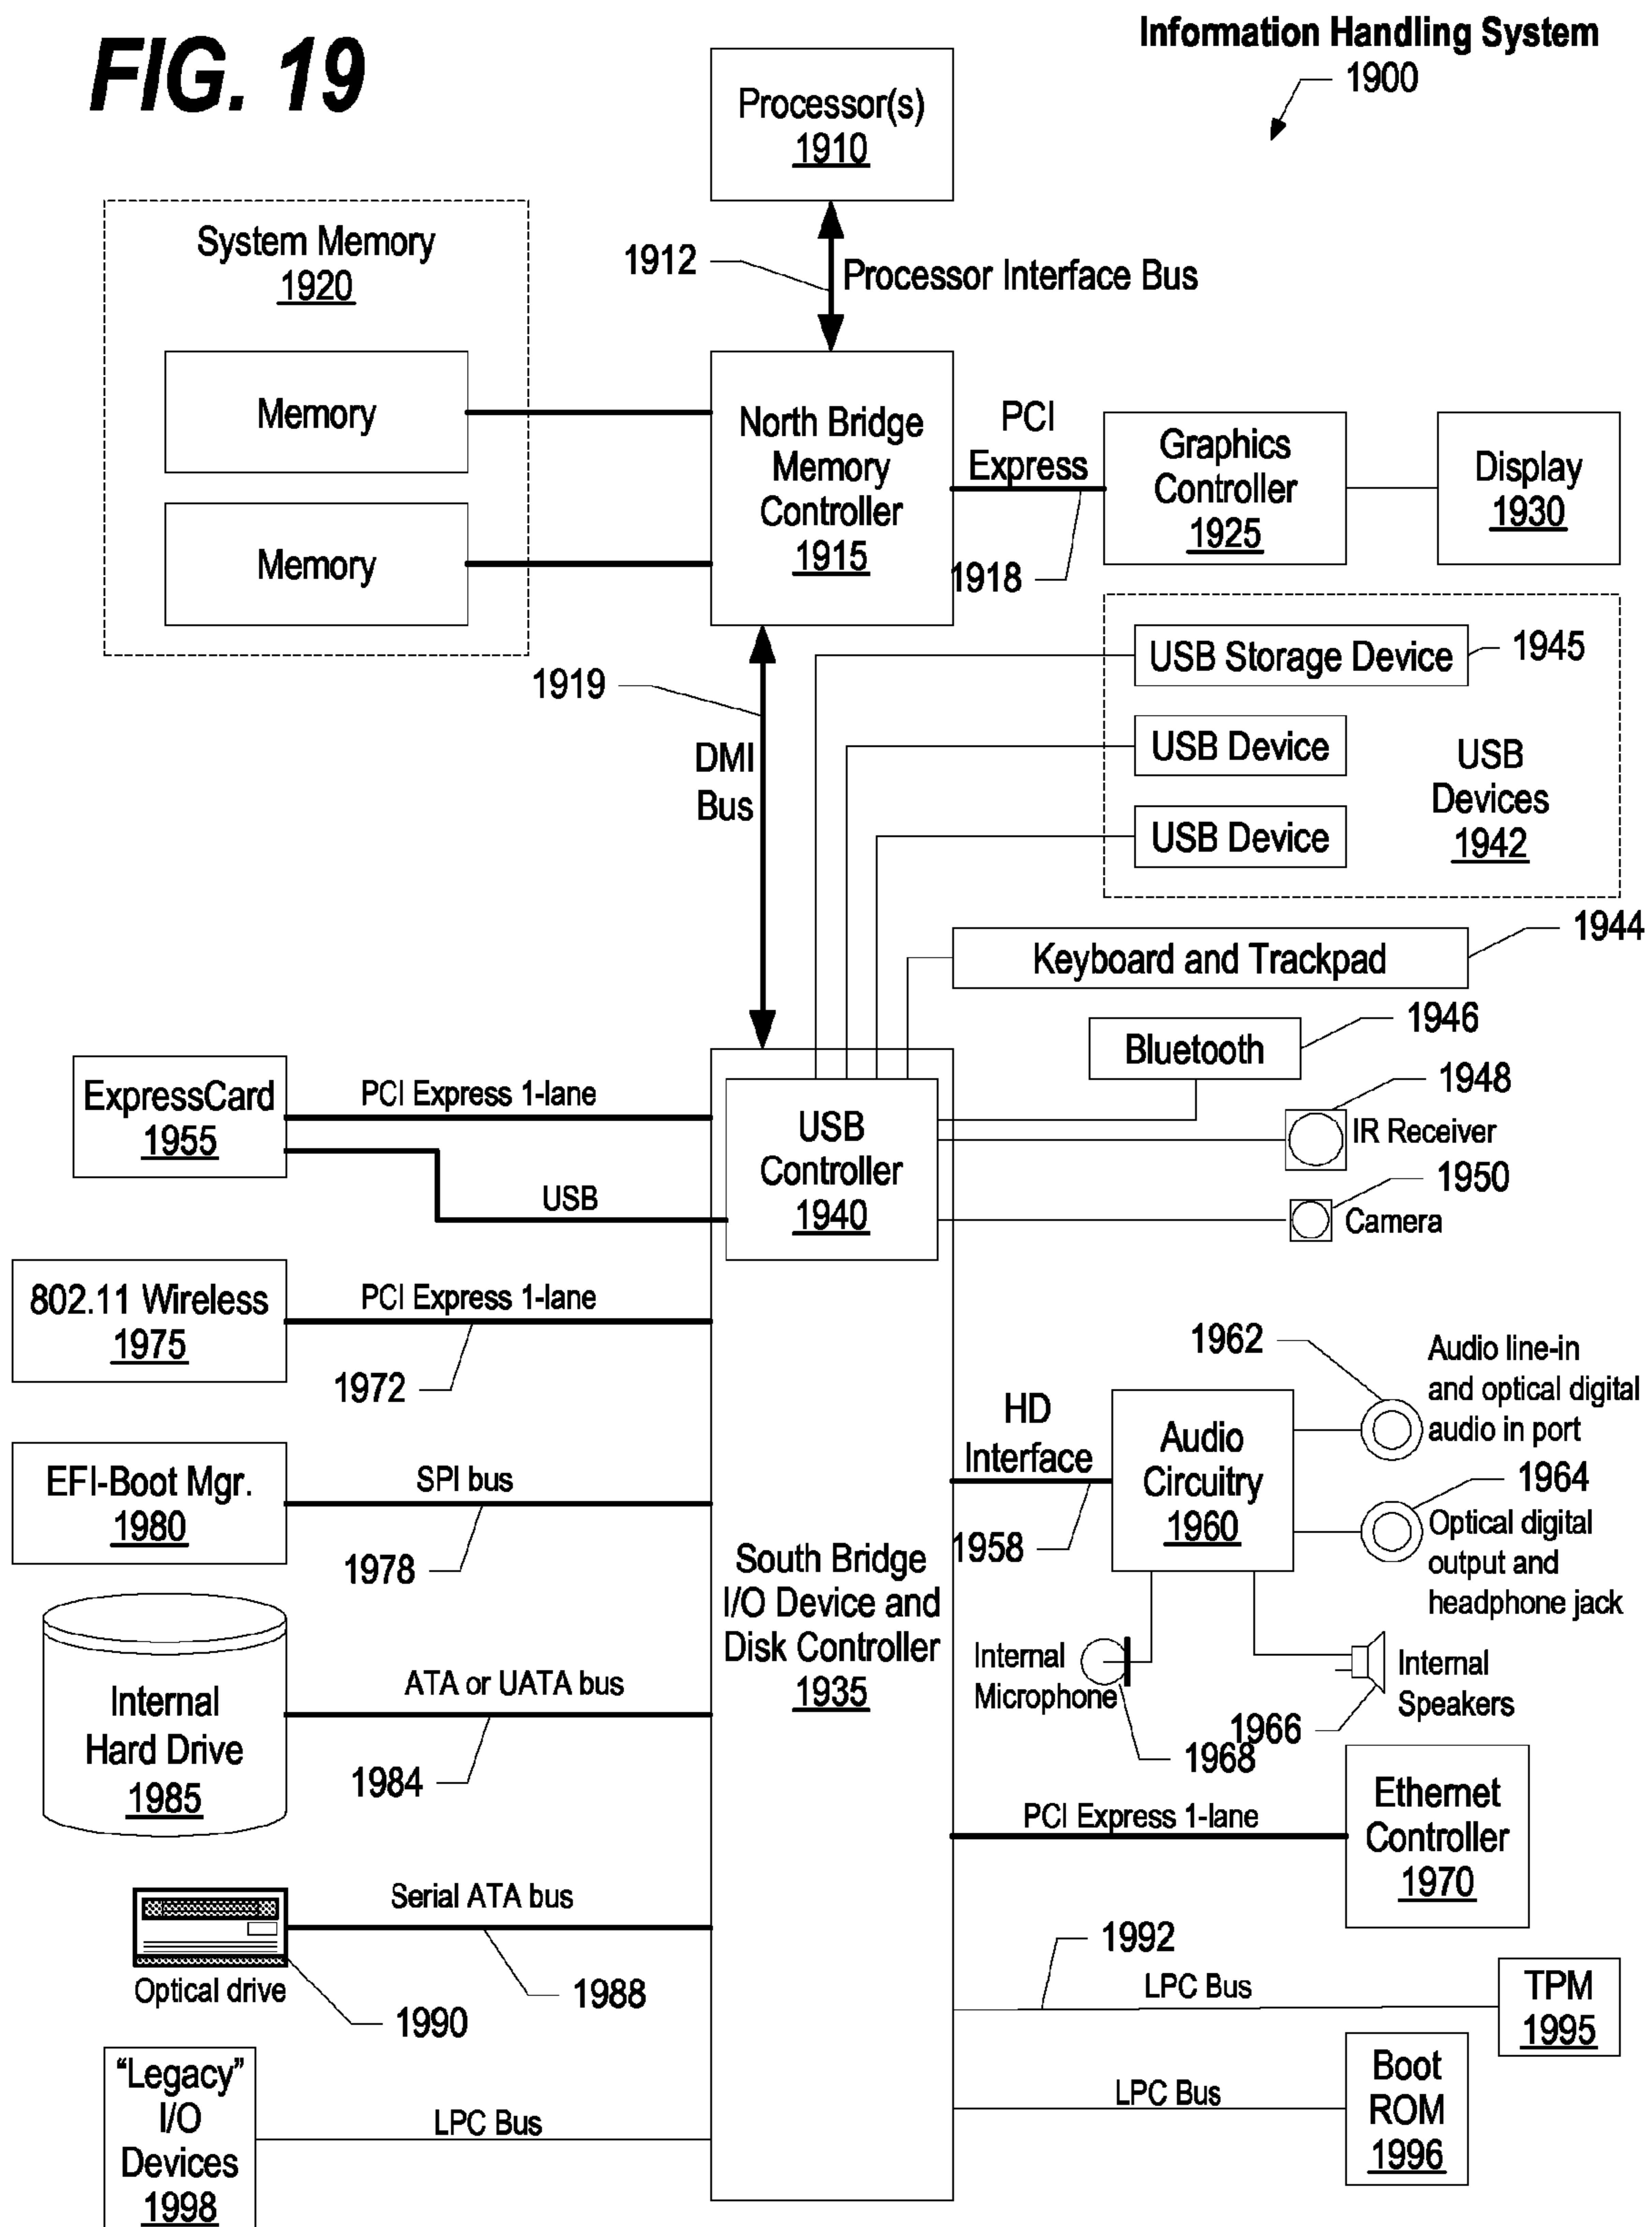 FIG. 19
Information Handling System
1900
Processor(s)
1910
System Memory
1920
1912
Processor Interface Bus
Memory
Memory
North Bridge
Memory
Controller
1915
PCI
Express
1918
Graphics
Controller
1925
Display
1930
1919
DMI
Bus
USB Storage Device
1945
USB Device
USB Device
USB
Devices
1942
Keyboard and Trackpad
1944
Bluetooth
1946
1948
IR Receiver
1950
Camera
ExpressCard
1955
PCI Express 1-lane
USB
USB
Controller
1940
802.11 Wireless
1975
PCI Express 1-lane
1972
EFI-Boot Mgr.
1980
SPI bus
1978
South Bridge
I/O Device and
Disk Controller
1935
HD
Interface
1958
Audio
Circuitry
1960
1962
Audio line-in
and optical digital
audio in port
1964
Optical digital
output and
headphone jack
Internal
Microphone
1968
Internal
Speakers
1966
Internal
Hard Drive
1985
ATA or UATA bus
1984
PCI Express 1-lane
Ethernet
Controller
1970
Serial ATA bus
1988
Optical drive
1990
1992
LPC Bus
TPM
1995
LPC Bus
Boot
ROM
1996
“Legacy”
I/O
Devices
1998
LPC Bus